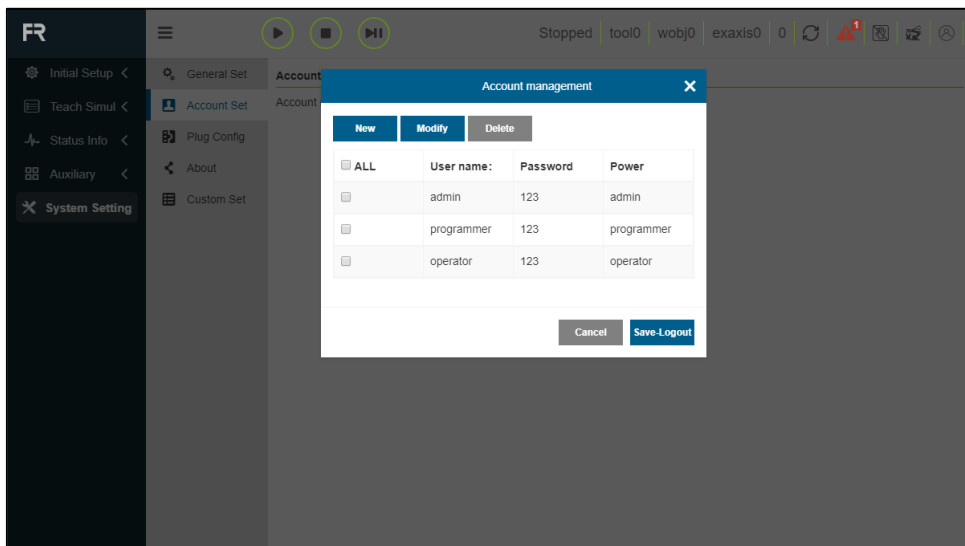 FR
Stopped tool0 wobj0 exaxis0 0 1
Initial Setup
Teach Simul
Status Info
Auxiliary
System Setting
General Set
Account Set
Plug Config
About
Custom Set
Account
Account
Account management
New Modify Delete
ALL User name: Password Power
admin 123 admin
programmer 123 programmer
operator 123 operator
Cancel Save-Logout